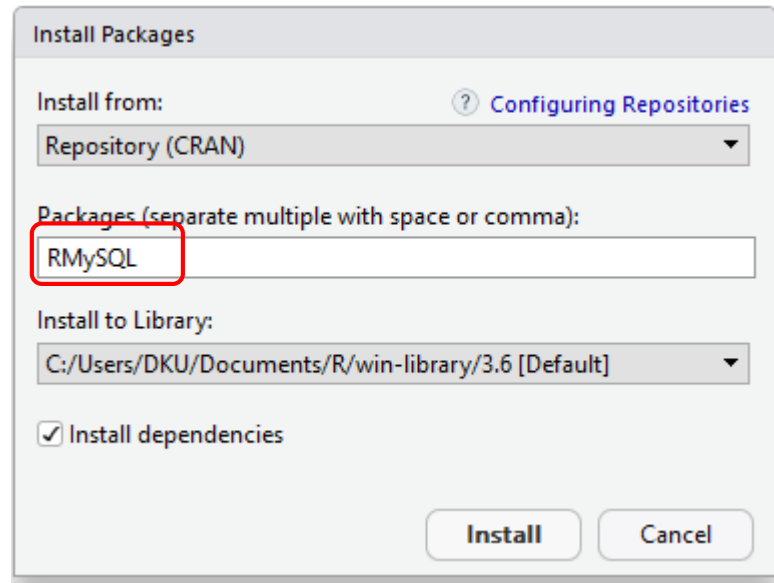 Install Packages
Install from:
? Configuring Repositories
Repository (CRAN)
Packages (separate multiple with space or comma):
RMySQL
Install to Library:
C:/Users/DKU/Documents/R/win-library/3.6 [Default]
Install dependencies
Install
Cancel